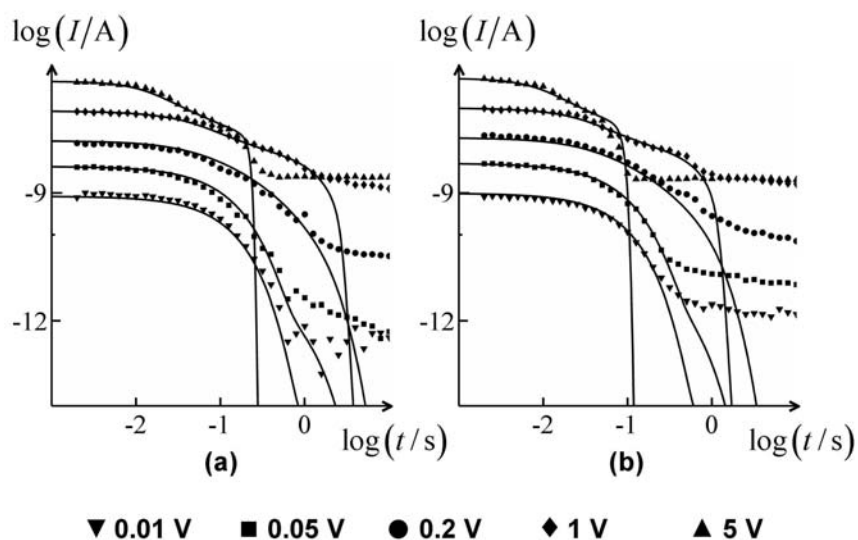 log(I/A)
log(I/A)
-9
-9
-12
-12
-2
-1
0
-2
-1
0
log(t/s)
log(t/s)
(a)
(b)
0.01 V
0.05 V
0.2 V
1 V
5 V